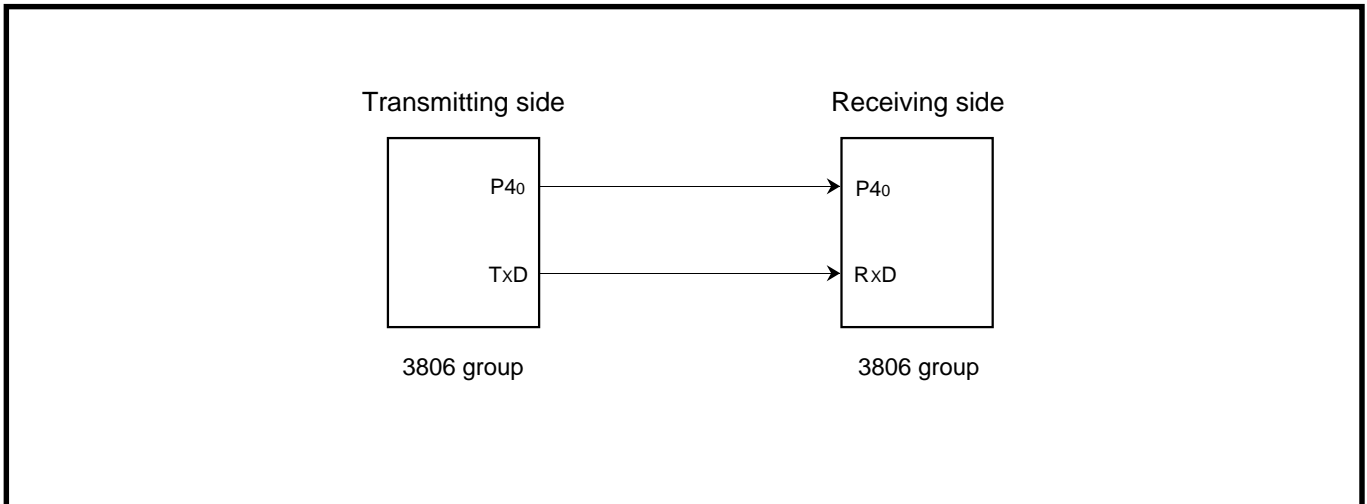 Transmitting side
Receiving side
P40
P40
TxD
RxD
3806 group
3806 group